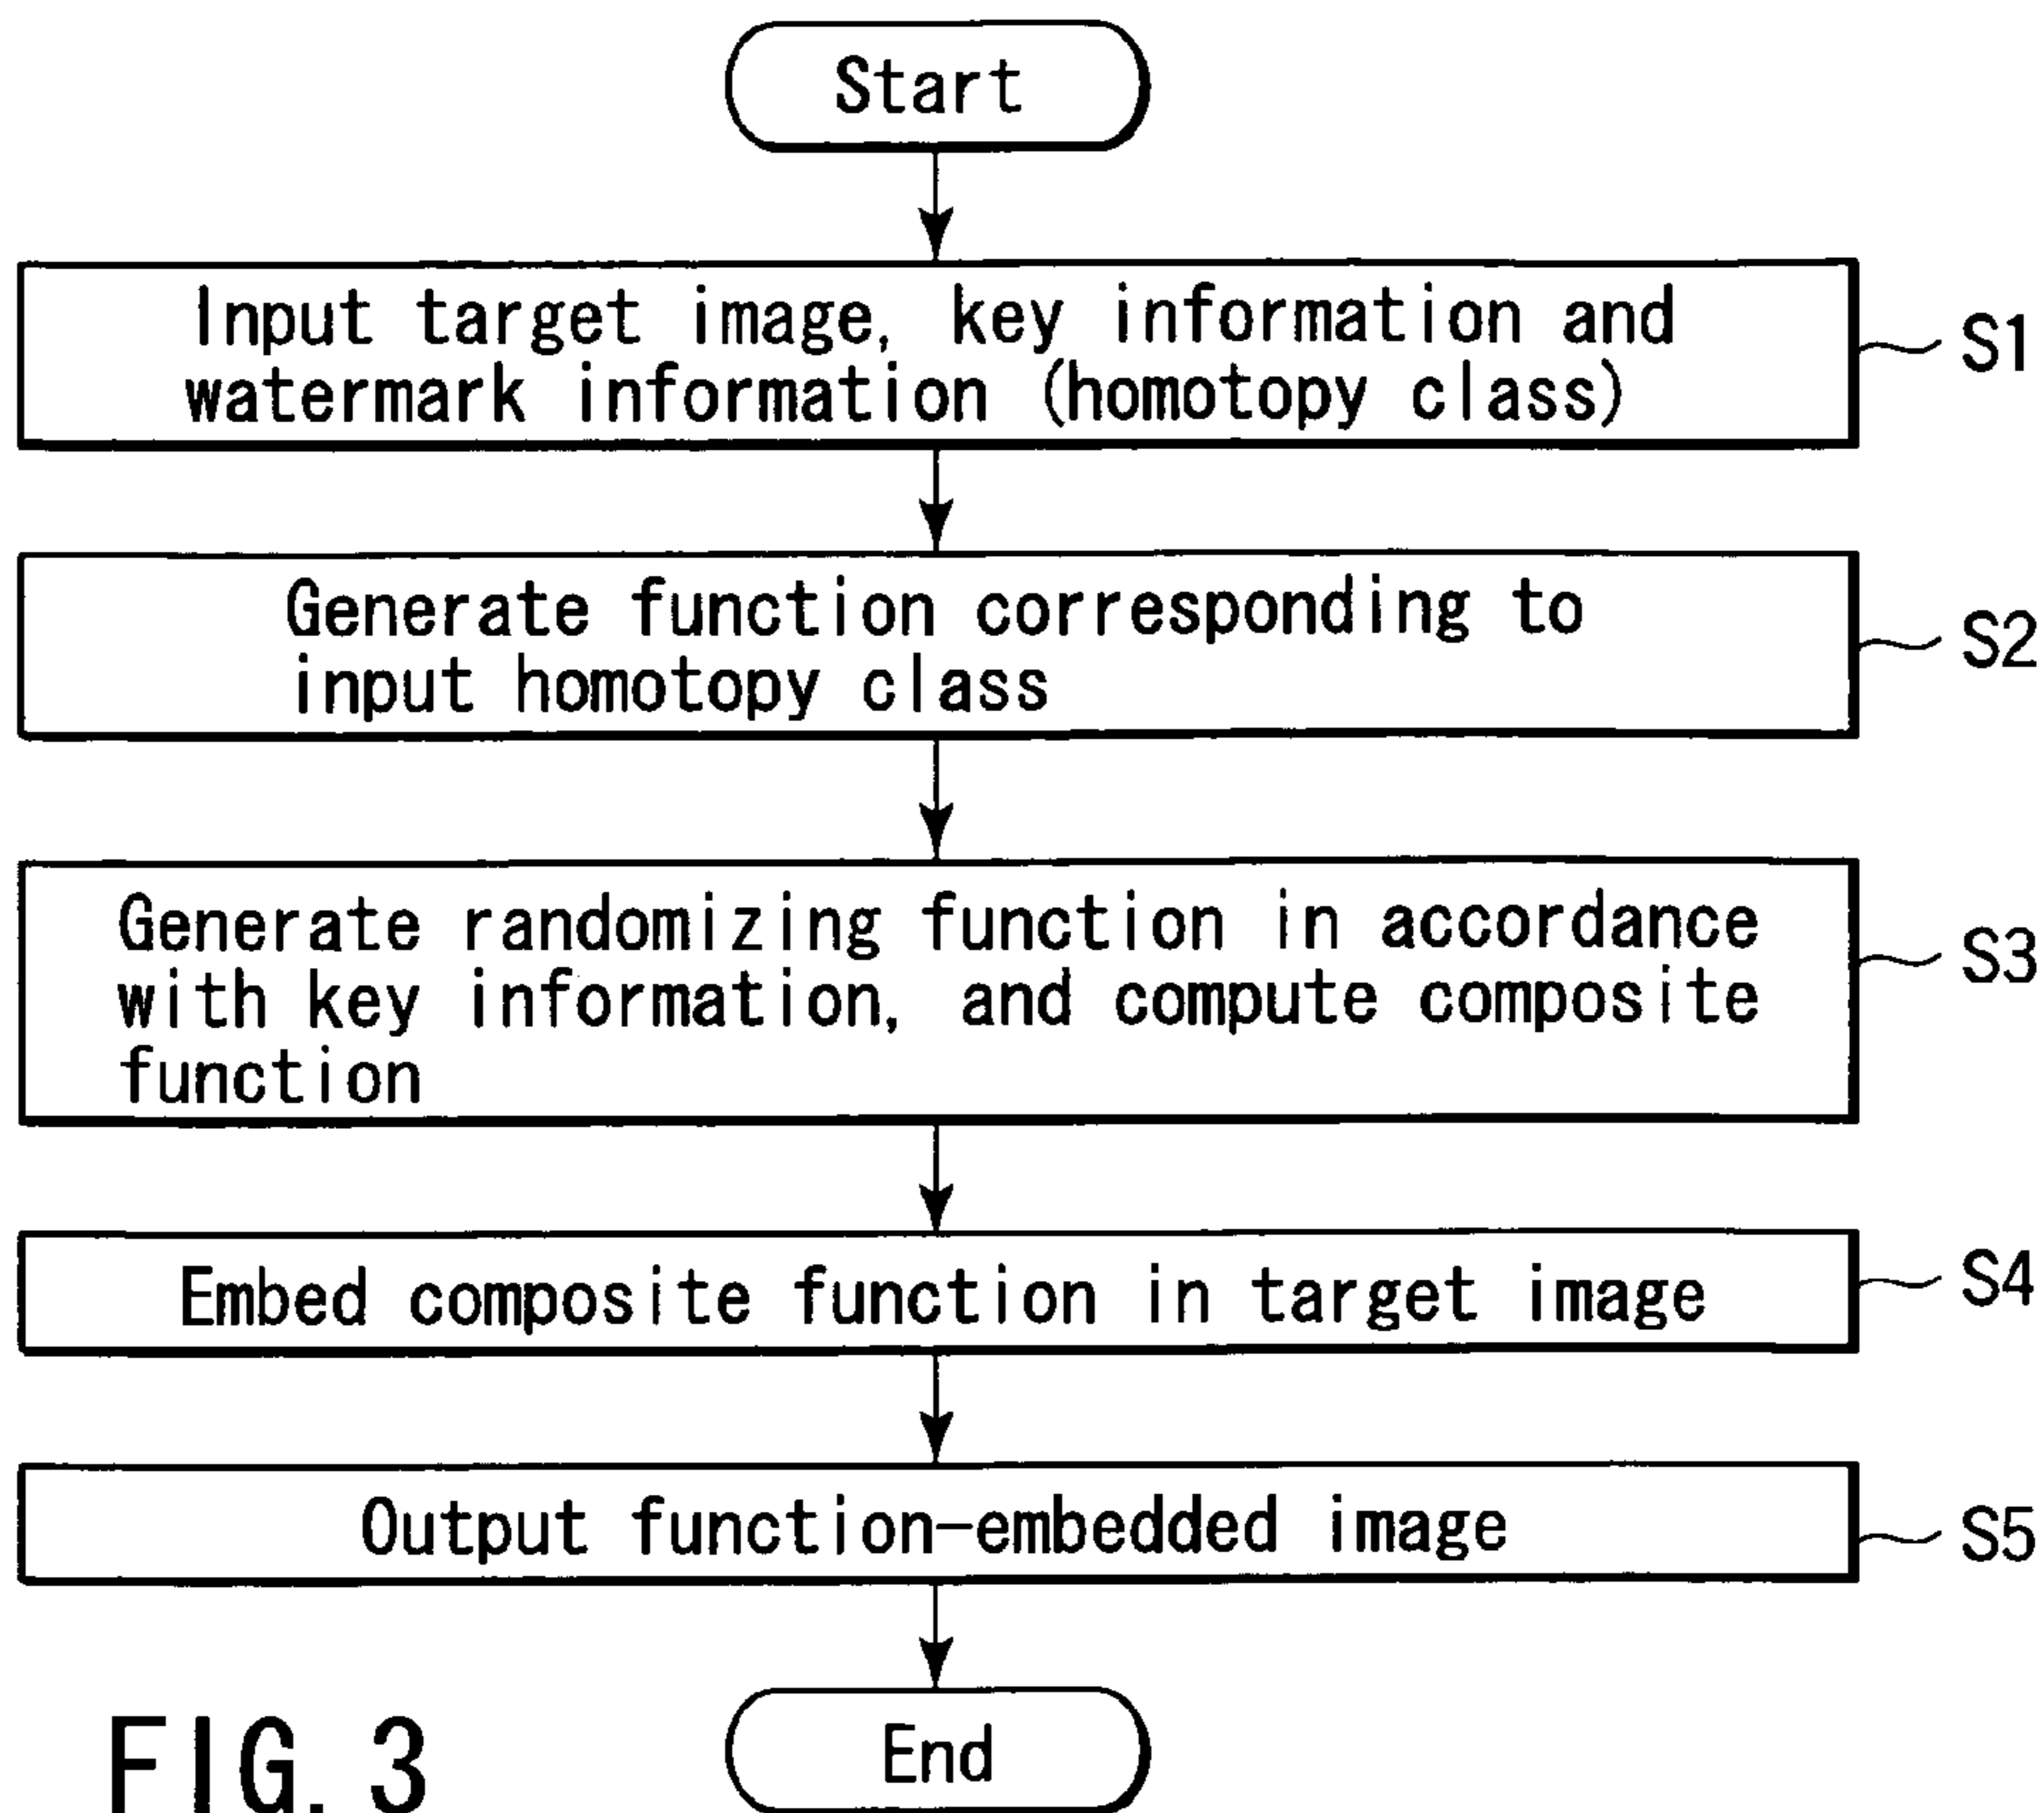 Start
Input target image, key information and
watermark information (homotopy class)
S1
Generate function corresponding to
input homotopy class
S2
Generate randomizing function in accordance
with key information, and compute composite
function
S3
Embed composite function in target image
S4
Output function-embedded image
S5
End
FIG. 3